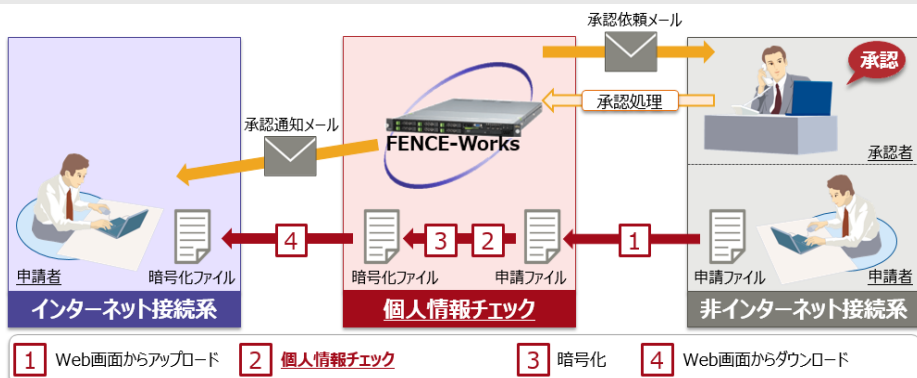 承認依頼メール
承認
承認処理
承認通知メール
FENCE-Works
承認者
4
3
2
1
申請者
暗号化ファイル
暗号化ファイル
申請ファイル
申請ファイル
申請者
インターネット接続系
個人情報チェック
非インターネット接続系
1 Web画面からアップロード 2 個人情報チェック 3 暗号化 4 Web画面からダウンロード